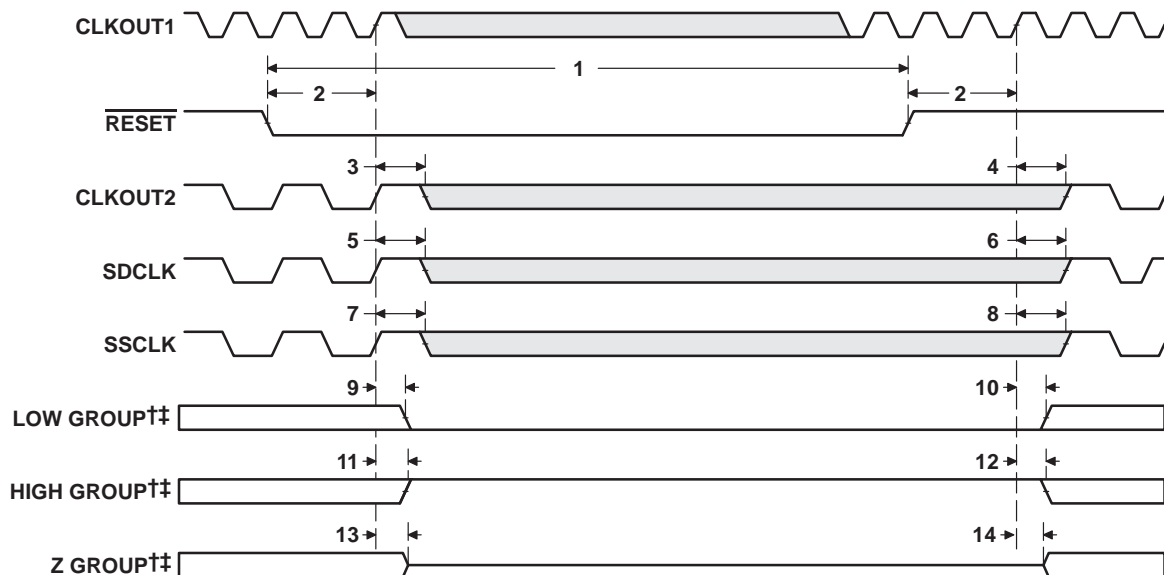 CLKOUT1
1
2 2
RESET
3 4
CLKOUT2
5 6
SDCLK
7 8
SSCLK
9 10
LOW GROUP†‡
11 12
HIGH GROUP†‡
13 14
Z GROUP†‡